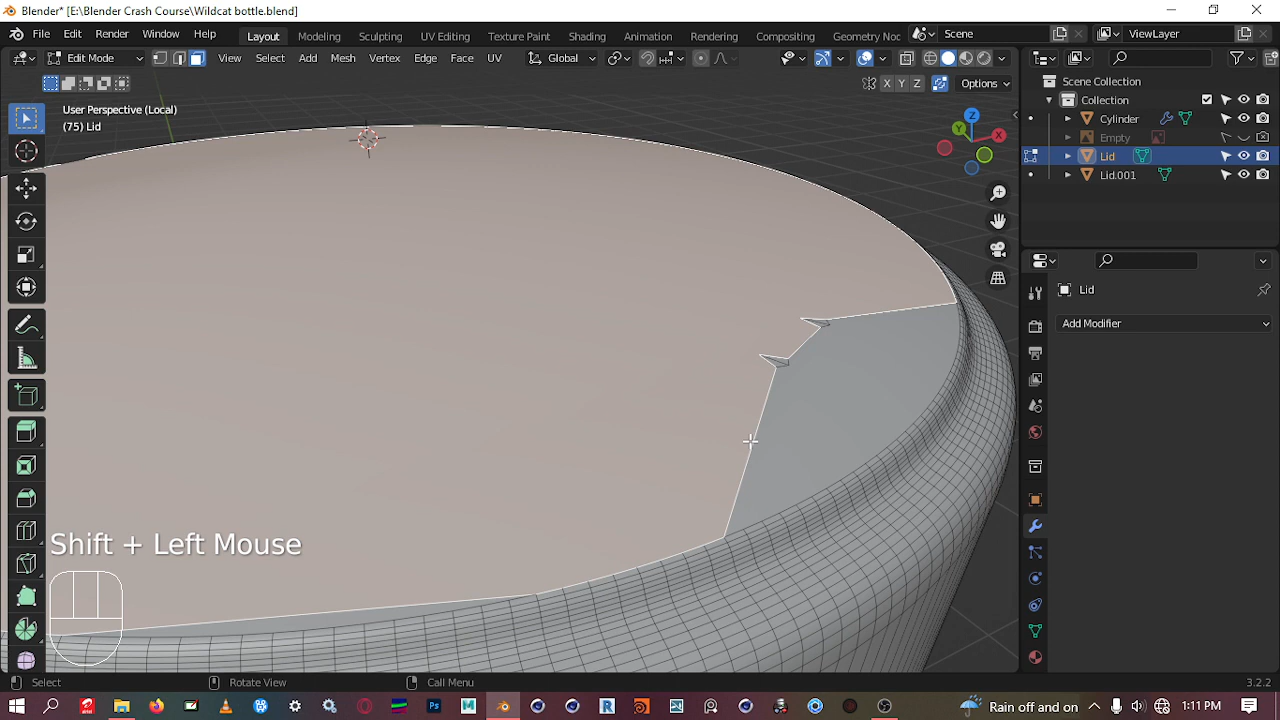 Blender* [E:\Blender Crash Course\Wildcat bottle.blend]
File Edit Render Window Help Layout Modeling Sculpting UV Editing Texture Paint Shading Animation Rendering Compositing Geometry Noc Scene ViewLayer
Edit Mode View Select Add Mesh Vertex Edge Face UV Global
X Y Z Options
User Perspective (Local)
(75) Lid
Z
Y
X
Scene Collection
Collection
Cylinder
Empty
Lid
Lid.001
Lid
Add Modifier
Shift + Left Mouse
Select Rotate View Call Menu 3.2.2
Rain off and on 1:11 PM